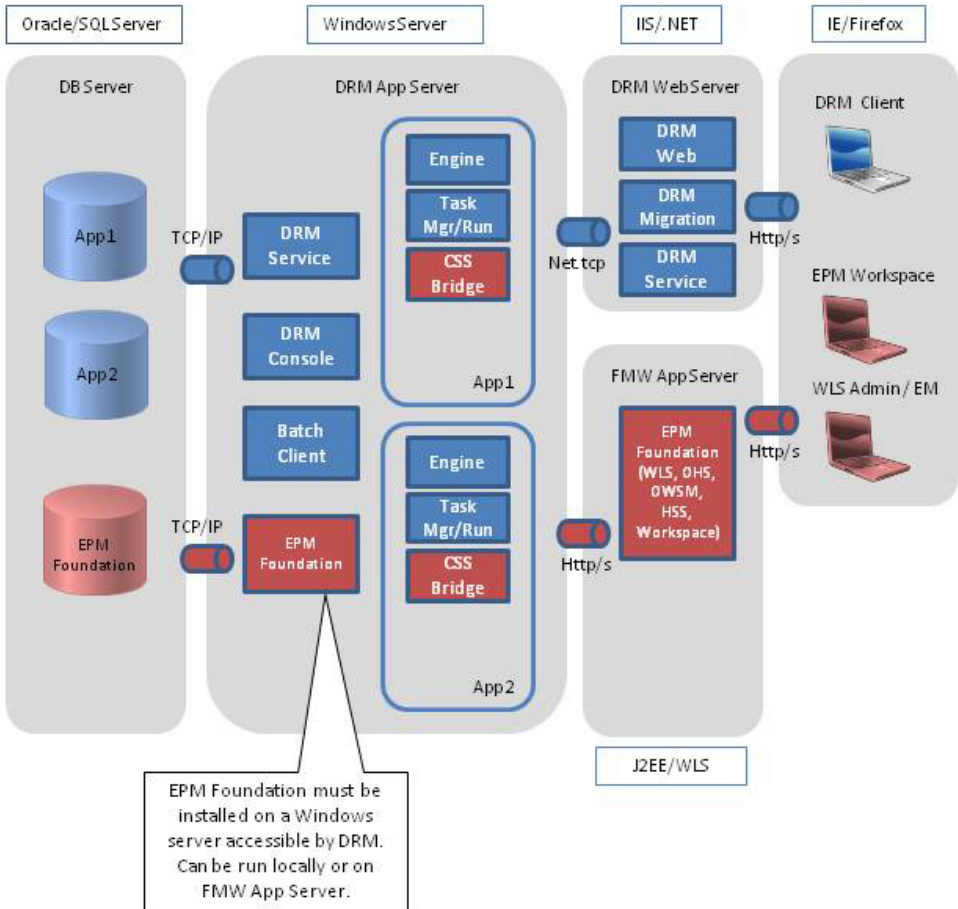 Oracle/SQLServer
WindowsServer
IIS/.NET
IE/Firefox
DB Server
App1
App2
EPM
Foundation
TCP/IP
TCP/IP
DRM App Server
DRM
Service
DRM
Console
Batch
Client
EPM
Foundation
Engine
Task
Mgr/Run
CSS
Bridge
App1
Engine
Task
Mgr/Run
CSS
Bridge
App2
Net.tcp
Http/s
DRM WebServer
DRM
Web
DRM
Migration
DRM
Service
FMW AppServer
EPM
Foundation
(WLS, OHS,
OWSM,
HSS,
Workspace)
Http/s
Http/s
DRM Client
EPM Workspace
WLS Admin / EM
J2EE/WLS
EPM Foundation must be
installed on a Windows
server accessible by DRM.
Can be run locally or on
FMW App Server.